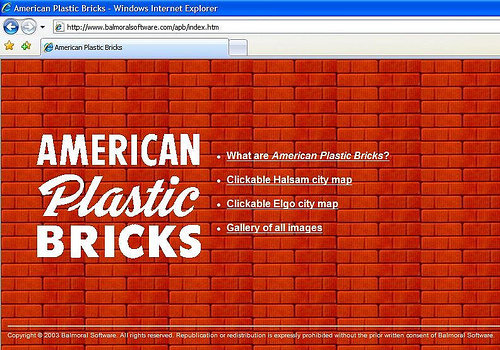 American Plastic Bricks - Windows Internet Explorer
http://www.balmoralsoftware.com/apb/index.htm
American Plastic Bricks
AMERICAN
Plastic
BRICKS
What are American Plastic Bricks?
Clickable Halsam city map
Clickable Elgo city map
Gallery of all images
Copyright © 2003 Balmoral Software. All rights reserved. Republication or redistribution is expressly prohibited without the prior written consent of Balmoral Software.